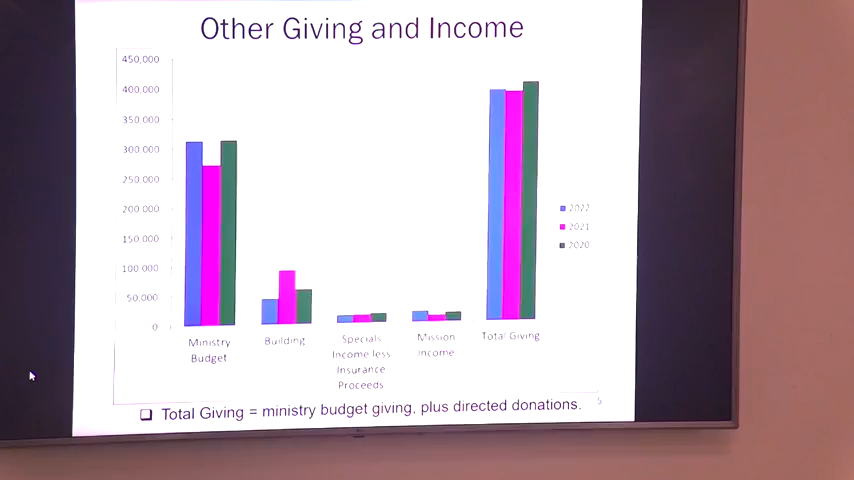 Other Giving and Income
450,000
400,000
350,000
300,000
250,000
200,000
150,000
100,000
50,000
0
2022
2021
2020
Ministry Budget
Building
Specials Income less Insurance Proceeds
Mission Income
Total Giving
5
❑ Total Giving = ministry budget giving, plus directed donations.